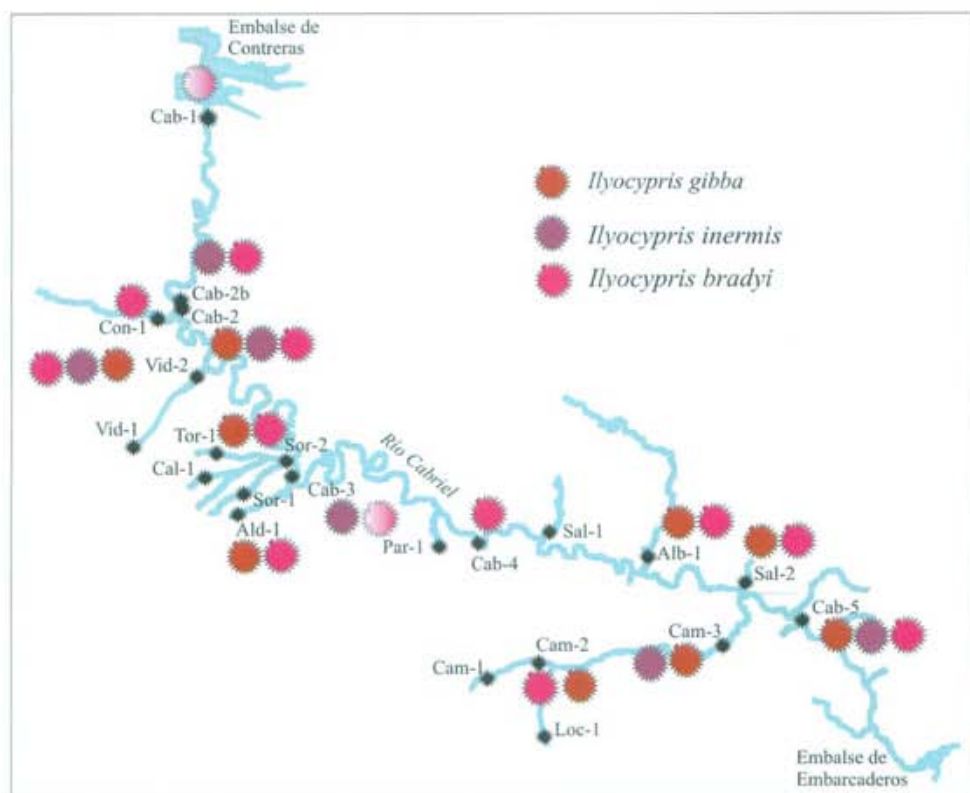 Embalse de
Contreras
Cab-1
Ilyocypris gibba
Ilyocypris inermis
Ilyocypris bradyi
Cab-2b
Cab-2
Con-1
Vid-2
Vid-1
Tor-1
Sor-2
Cal-1
Sor-1
Cab-3
Ald-1
Río Cabriel
Par-1
Cab-4
Sal-1
Alb-1
Sal-2
Cab-5
Cam-3
Cam-2
Cam-1
Loc-1
Embalse de
Embarcaderos